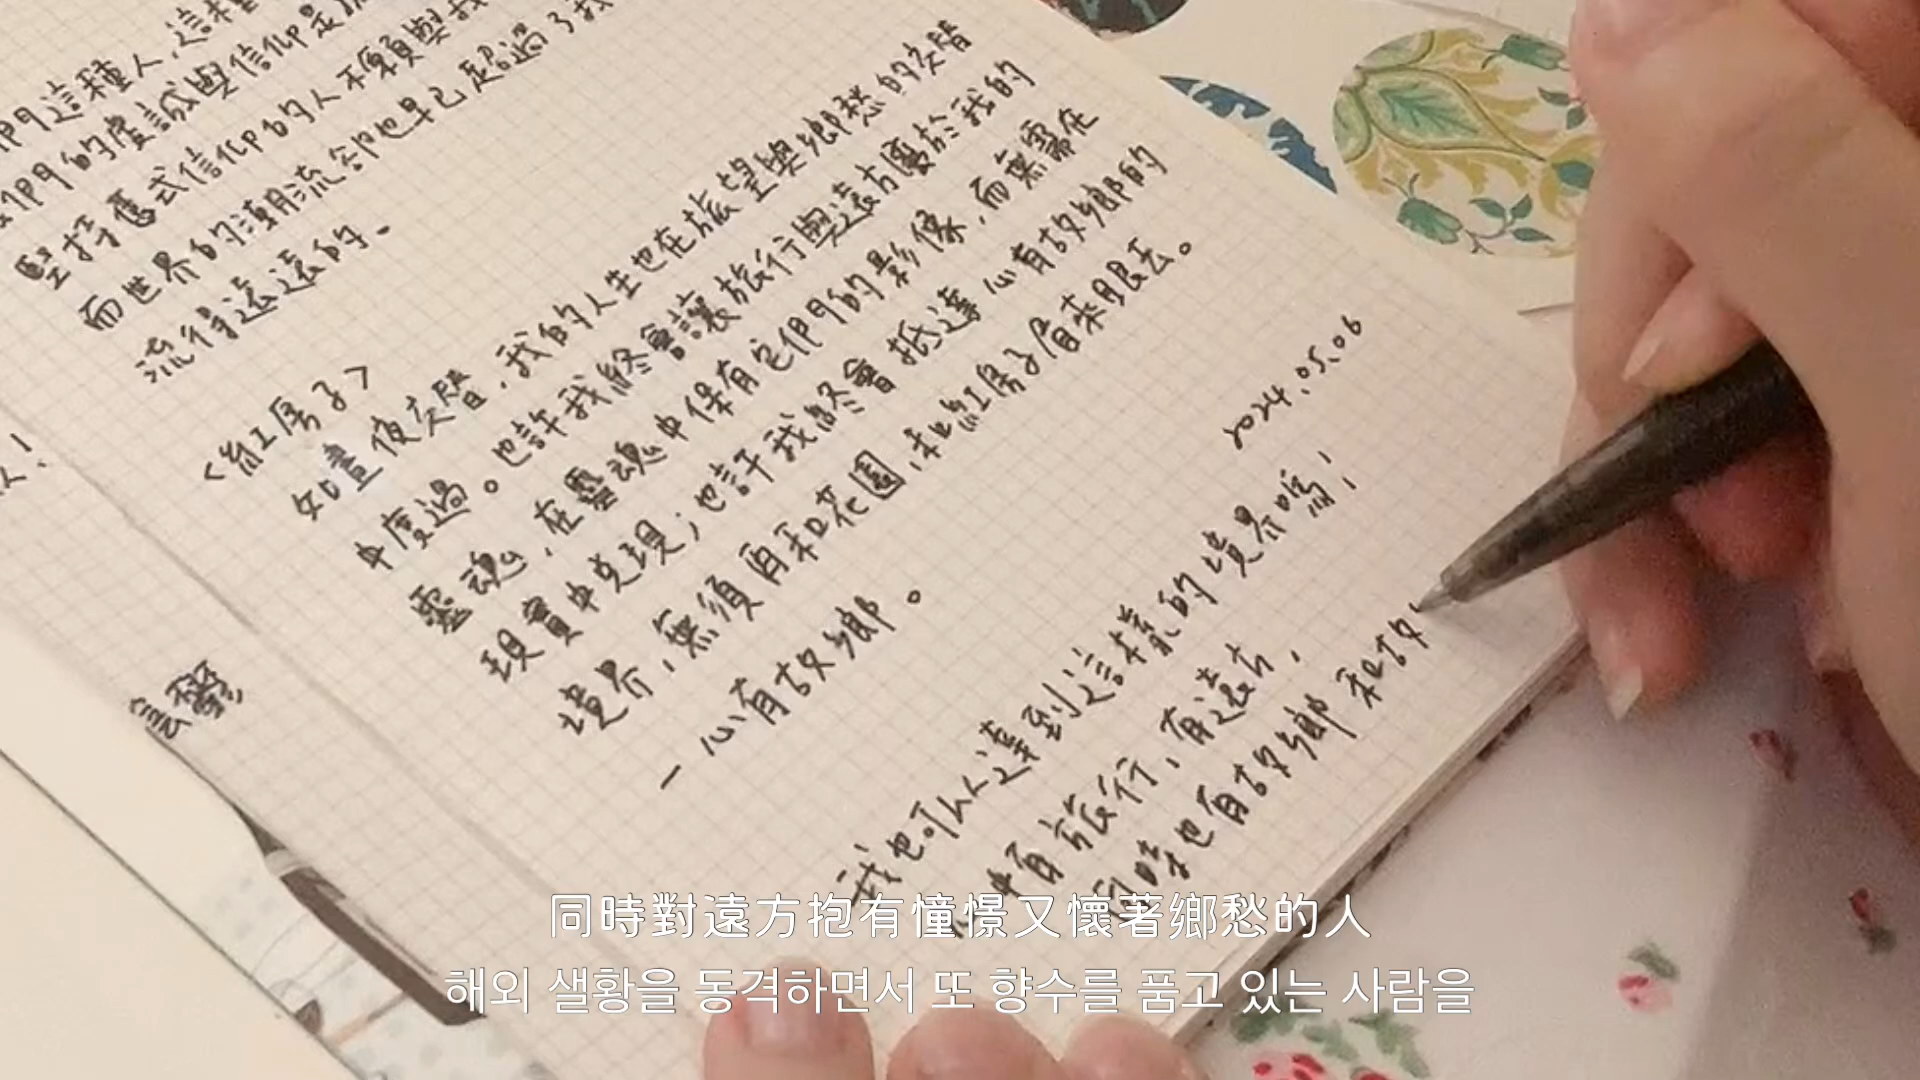 們這種人,這種
們的虔誠與信仰是
堅持舊式信仰的人不願與我
而世界的潮流卻也早已超過了我
流得遠遠的.
<紅房子>
如晝夜交替,我的人生也在旅望與鄉愁的交替
中度過。也許我終會讓旅行與遠方優於我的
靈魂,在靈魂中保有它們的影像,而無需在
現實中兌現;也許我終會抵達心有故鄉的
境界,無須再和花園,和紅房子眉來眼去。
—心有故鄉。
2024.05.06
我也可以達到這樣的境界嗎;
中有旅行,有遠方,
同時也有故鄉和故
同時對遠方抱有憧憬又懷著鄉愁的人
해외 샐황을 동격하면서 또 향수를 품고 있는 사람을